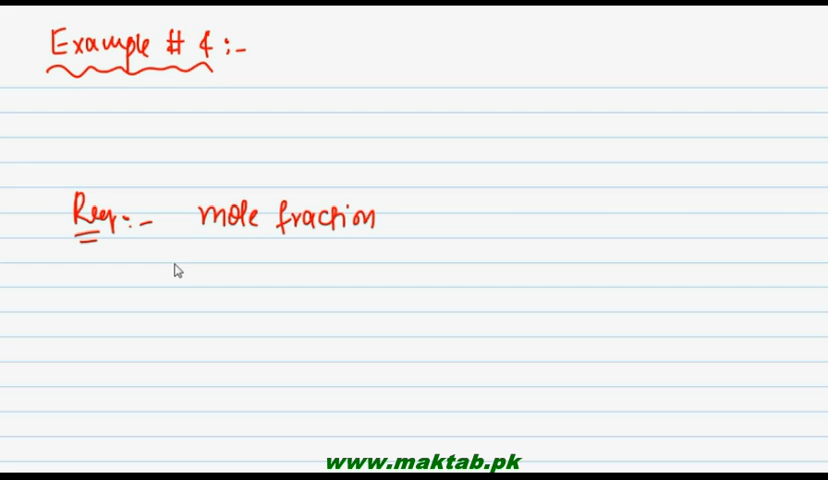 Example # 4 :-
Req :- mole fraction
www.maktab.pk